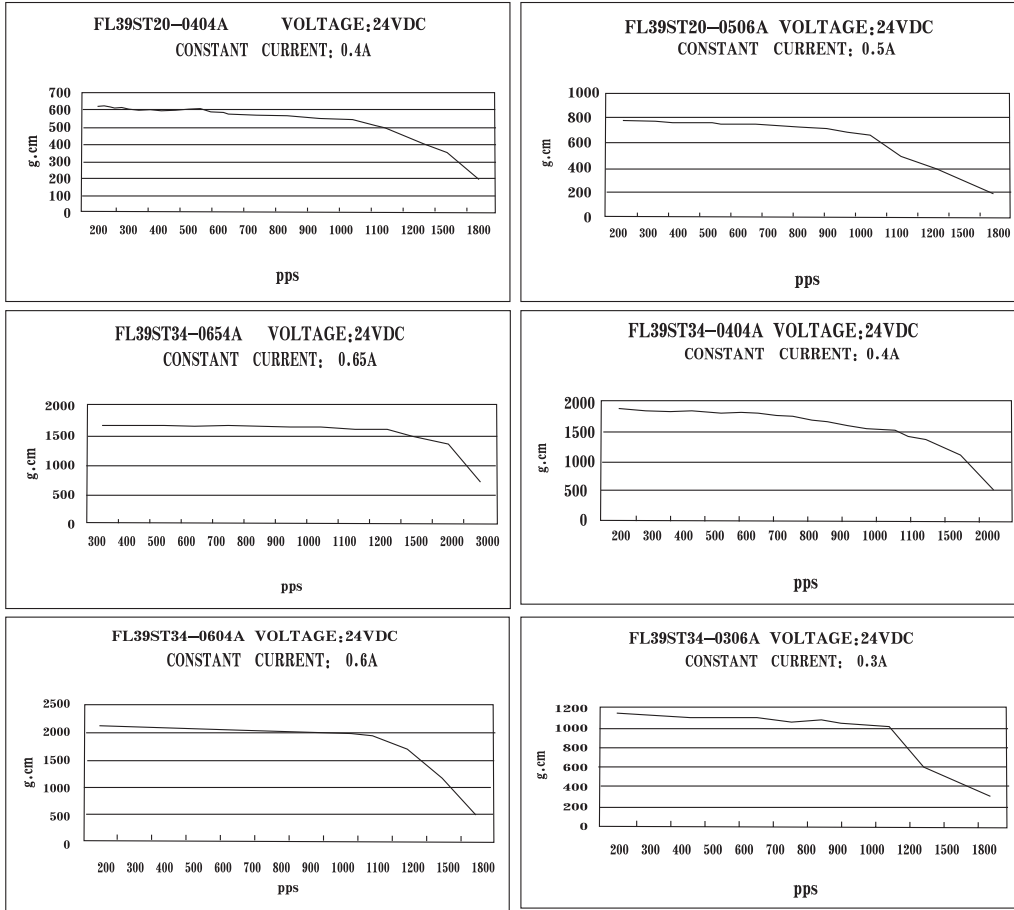 FL39ST20-0404A VOLTAGE:24VDC
CONSTANT CURRENT: 0.4A
700
600
500
400
300
200
100
0
g.cm
200 300 400 500 600 700 800 900 1000 1100 1200 1500 1800
pps
FL39ST20-0506A VOLTAGE:24VDC
CONSTANT CURRENT: 0.5A
1000
800
600
400
200
0
g.cm
200 300 400 500 600 700 800 900 1000 1100 1200 1500 1800
pps
FL39ST34-0654A VOLTAGE:24VDC
CONSTANT CURRENT: 0.65A
2000
1500
1000
500
0
g.cm
300 400 500 600 700 800 900 1000 1100 1200 1500 2000 3000
pps
FL39ST34-0404A VOLTAGE:24VDC
CONSTANT CURRENT: 0.4A
2000
1500
1000
500
0
g.cm
200 300 400 500 600 700 800 1000 1100 1500 2000
pps
FL39ST34-0604A VOLTAGE:24VDC
CONSTANT CURRENT: 0.6A
2500
2000
1500
1000
500
0
g.cm
200 300 400 500 600 700 800 1000 1100 1200 1500 1800
pps
FL39ST34-0306A VOLTAGE:24VDC
CONSTANT CURRENT: 0.3A
1200
1000
800
600
400
200
0
g.cm
200 300 400 500 600 700 900 1000 1200 1500 1800
pps